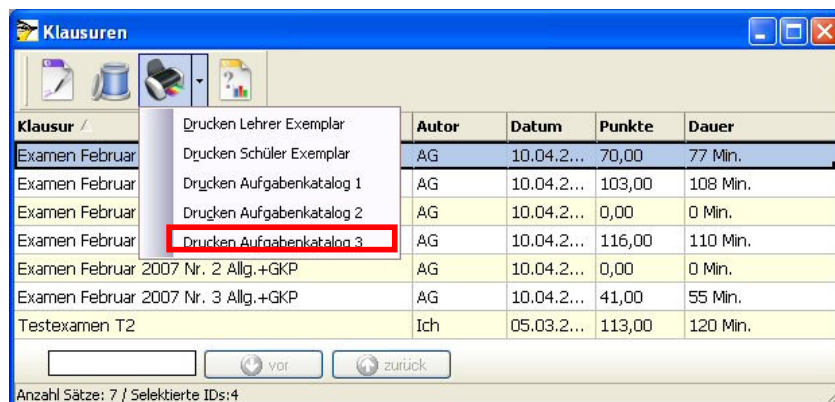 Klausuren
Klausur Autor Datum Punkte Dauer
Drucken Lehrer Exemplar
Drucken Schüler Exemplar
Drucken Aufgabenkatalog 1
Drucken Aufgabenkatalog 2
Drucken Aufgabenkatalog 3
Examen Februar AG 10.04.2... 70,00 77 Min.
Examen Februar AG 10.04.2... 103,00 108 Min.
Examen Februar AG 10.04.2... 0,00 0 Min.
Examen Februar AG 10.04.2... 116,00 110 Min.
Examen Februar 2007 Nr. 2 Allg.+GKP AG 10.04.2... 0,00 0 Min.
Examen Februar 2007 Nr. 3 Allg.+GKP AG 10.04.2... 41,00 55 Min.
Testexamen T2 Ich 05.03.2... 113,00 120 Min.
vor zurück
Anzahl Sätze: 7 / Selektierte IDs:4